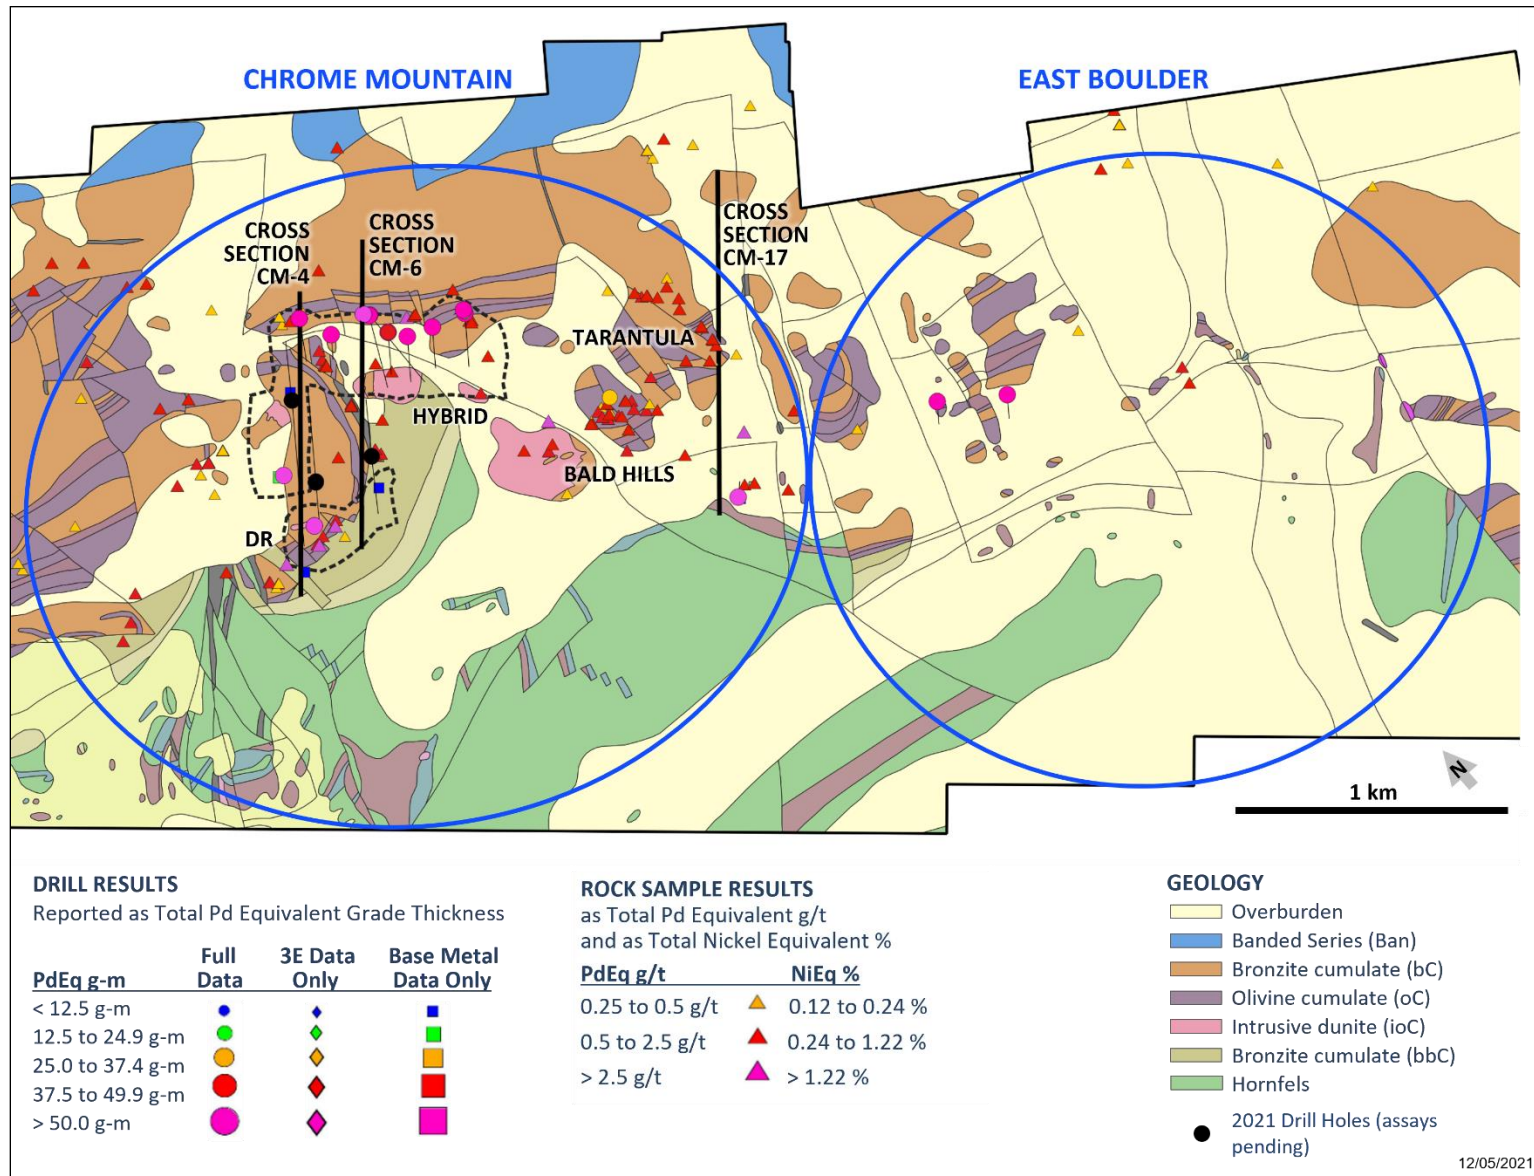 CHROME MOUNTAIN
EAST BOULDER
CROSS
SECTION
CM-4
CROSS
SECTION
CM-6
CROSS
SECTION
CM-17
TARANTULA
HYBRID
BALD HILLS
DR
N
1 km
DRILL RESULTS
Reported as Total Pd Equivalent Grade Thickness
PdEq g-m
Full
Data
3E Data
Only
Base Metal
Data Only
< 12.5 g-m
12.5 to 24.9 g-m
25.0 to 37.4 g-m
37.5 to 49.9 g-m
> 50.0 g-m
ROCK SAMPLE RESULTS
as Total Pd Equivalent g/t
and as Total Nickel Equivalent %
PdEq g/t NiEq %
0.25 to 0.5 g/t 0.12 to 0.24 %
0.5 to 2.5 g/t 0.24 to 1.22 %
> 2.5 g/t > 1.22 %
GEOLOGY
Overburden
Banded Series (Ban)
Bronzite cumulate (bC)
Olivine cumulate (oC)
Intrusive dunite (ioC)
Bronzite cumulate (bbC)
Hornfels
2021 Drill Holes (assays
pending)
12/05/2021